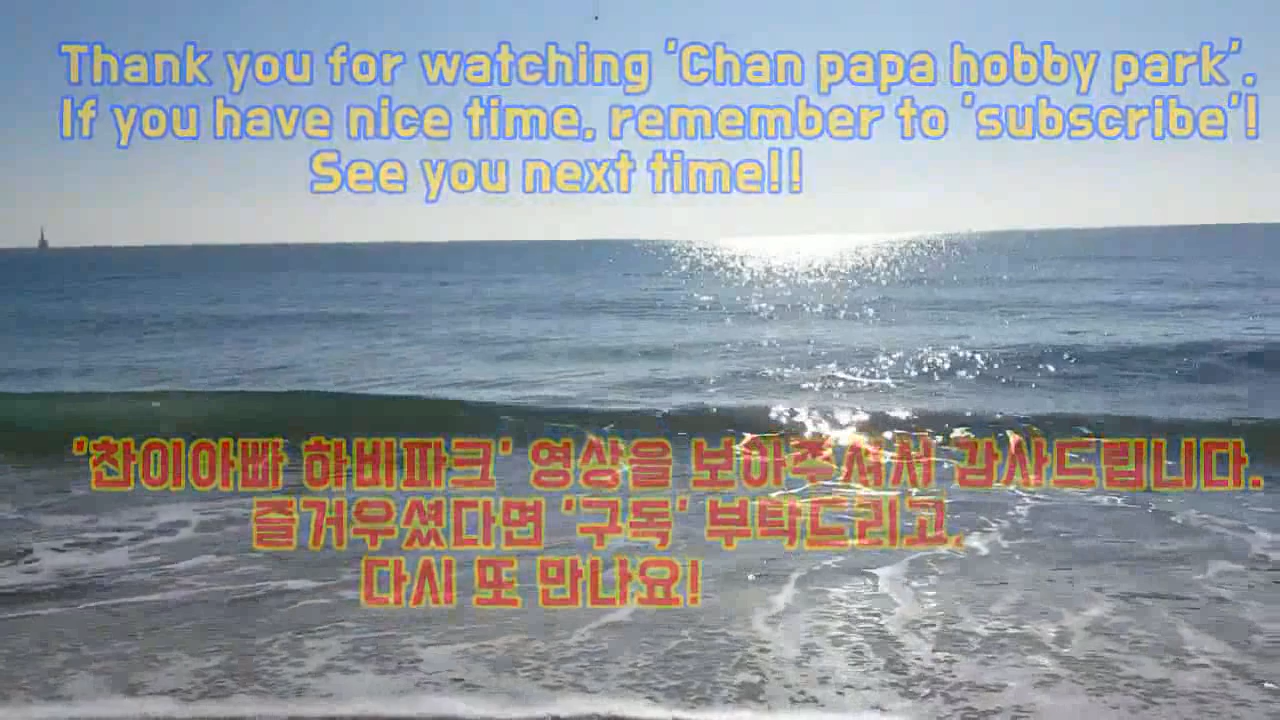 Thank you for watching 'Chan papa hobby park'.
If you have nice time, remember to 'subscribe'!
See you next time!!
'찬이아빠 하비파크' 영상을 보아주셔서 감사드립니다.
즐거우셨다면 '구독' 부탁드리고,
다시 또 만나요!